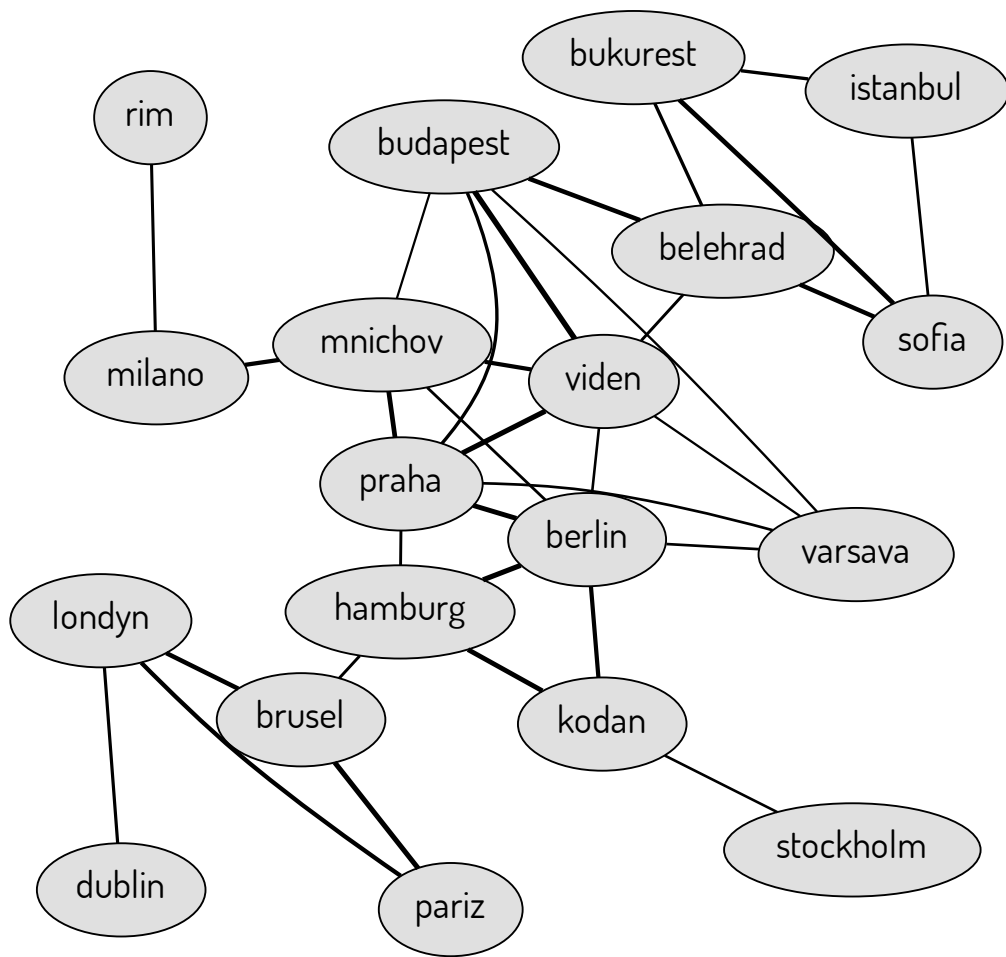 bukurest
istanbul
rim
budapest
belehrad
mnichov
sofia
milano
viden
praha
berlin
varsava
londyn
hamburg
brusel
kodan
stockholm
dublin
pariz